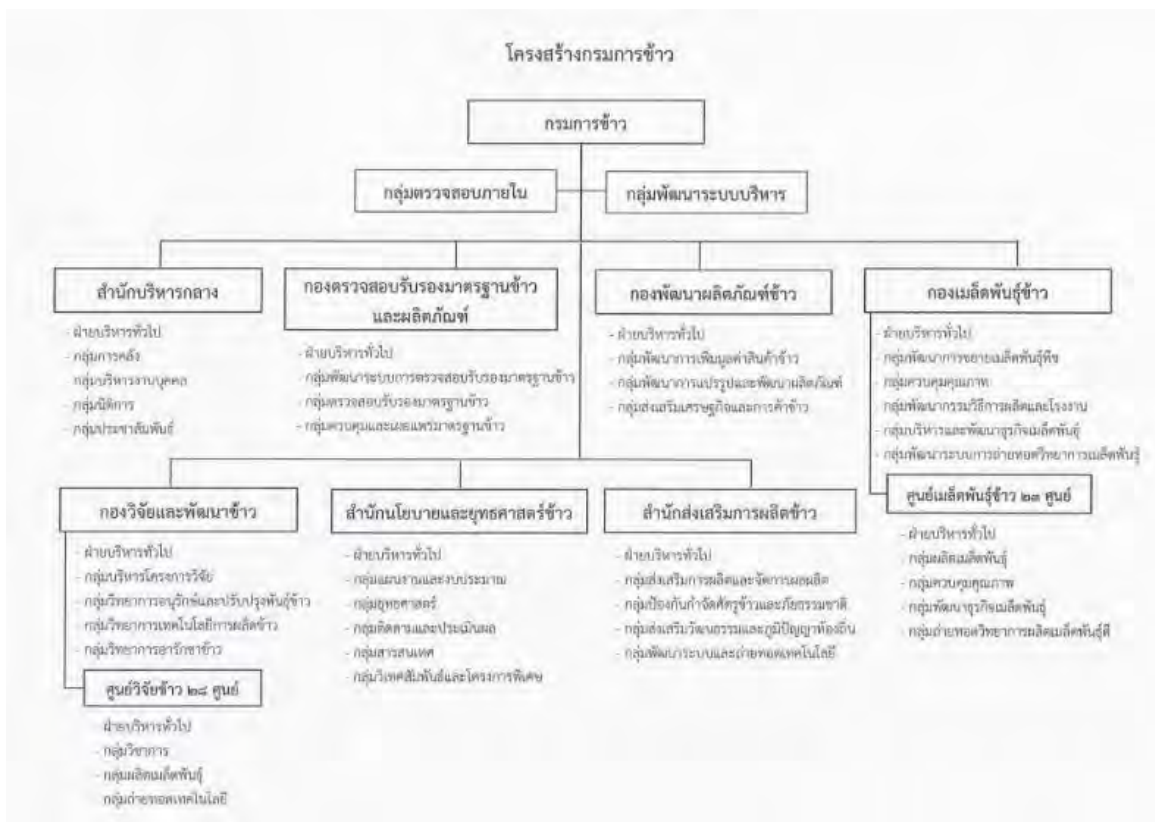 โครงสร้างกรมการข้าว
กรมการข้าว
กลุ่มตรวจสอบภายใน
กลุ่มพัฒนาระบบบริหาร
สำนักบริหารกลาง
- ฝ่ายบริหารทั่วไป
- กลุ่มการคลัง
กลุ่มบริหารงานบุคคล
- กลุ่มนิติการ
- กลุ่มประชาสัมพันธ์
กองตรวจสอบรับรองมาตรฐานข้าว
และผลิตภัณฑ์
- ฝ่ายบริหารทั่วไป
- กลุ่มพัฒนาระบบการตรวจสอบรับรองมาตรฐานข้าว
- กลุ่มตรวจสอบรับรองมาตรฐานข้าว
- กลุ่มควบคุมและเผยแพร่มาตรฐานข้าว
กองพัฒนาผลิตภัณฑ์ข้าว
- ฝ่ายบริหารทั่วไป
- กลุ่มพัฒนาการเพิ่มมูลค่าสินค้าข้าว
- กลุ่มพัฒนาการแปรรูปและพัฒนาผลิตภัณฑ์
- กลุ่มส่งเสริมเศรษฐกิจและการค้าข้าว
กองเมล็ดพันธุ์ข้าว
- ฝ่ายบริหารทั่วไป
- กลุ่มพัฒนาการขยายเมล็ดพันธุ์พืช
- กลุ่มควบคุมคุณภาพ
- กลุ่มพัฒนากรรมวิธีการผลิตและโรงงาน
- กลุ่มบริหารและพัฒนาธุรกิจเมล็ดพันธุ์
- กลุ่มพัฒนาระบบการถ่ายทอดวิทยาการเมล็ดพันธุ์
ศูนย์เมล็ดพันธุ์ข้าว ๒๓ ศูนย์
- ฝ่ายบริหารทั่วไป
- กลุ่มผลิตเมล็ดพันธุ์
- กลุ่มควบคุมคุณภาพ
- กลุ่มพัฒนาธุรกิจเมล็ดพันธุ์
- กลุ่มถ่ายทอดวิทยาการผลิตเมล็ดพันธุ์ดี
กองวิจัยและพัฒนาข้าว
- ฝ่ายบริหารทั่วไป
- กลุ่มบริหารโครงการวิจัย
- กลุ่มวิทยาการอนุรักษ์และปรับปรุงพันธุ์ข้าว
- กลุ่มวิทยาการเทคโนโลยีการผลิตข้าว
- กลุ่มวิทยาการอารักขาข้าว
ศูนย์วิจัยข้าว ๒๘ ศูนย์
ฝ่ายบริหารทั่วไป
- กลุ่มวิชาการ
- กลุ่มผลิตเมล็ดพันธุ์
กลุ่มถ่ายทอดเทคโนโลยี
สำนักนโยบายและยุทธศาสตร์ข้าว
- ฝ่ายบริหารทั่วไป
- กลุ่มแผนงานและงบประมาณ
- กลุ่มยุทธศาสตร์
- กลุ่มติดตามและประเมินผล
- กลุ่มสารสนเทศ
- กลุ่มวิเทศสัมพันธ์และโครงการพิเศษ
สำนักส่งเสริมการผลิตข้าว
- ฝ่ายบริหารทั่วไป
- กลุ่มส่งเสริมการผลิตและจัดการผลผลิต
- กลุ่มป้องกันกำจัดศัตรูข้าวและภัยธรรมชาติ
- กลุ่มส่งเสริมวัฒนธรรมและภูมิปัญญาท้องถิ่น
- กลุ่มพัฒนาระบบและถ่ายทอดเทคโนโลยี